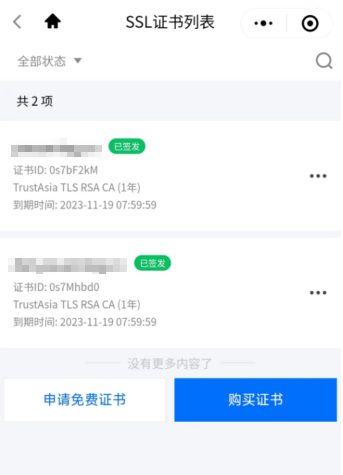 SSL证书列表
全部状态
共 2 项
已签发
证书ID: 0s7bF2kM
TrustAsia TLS RSA CA (1年)
到期时间: 2023-11-19 07:59:59
已签发
证书ID: 0s7Mhbd0
TrustAsia TLS RSA CA (1年)
到期时间: 2023-11-19 07:59:59
没有更多内容了
申请免费证书 购买证书